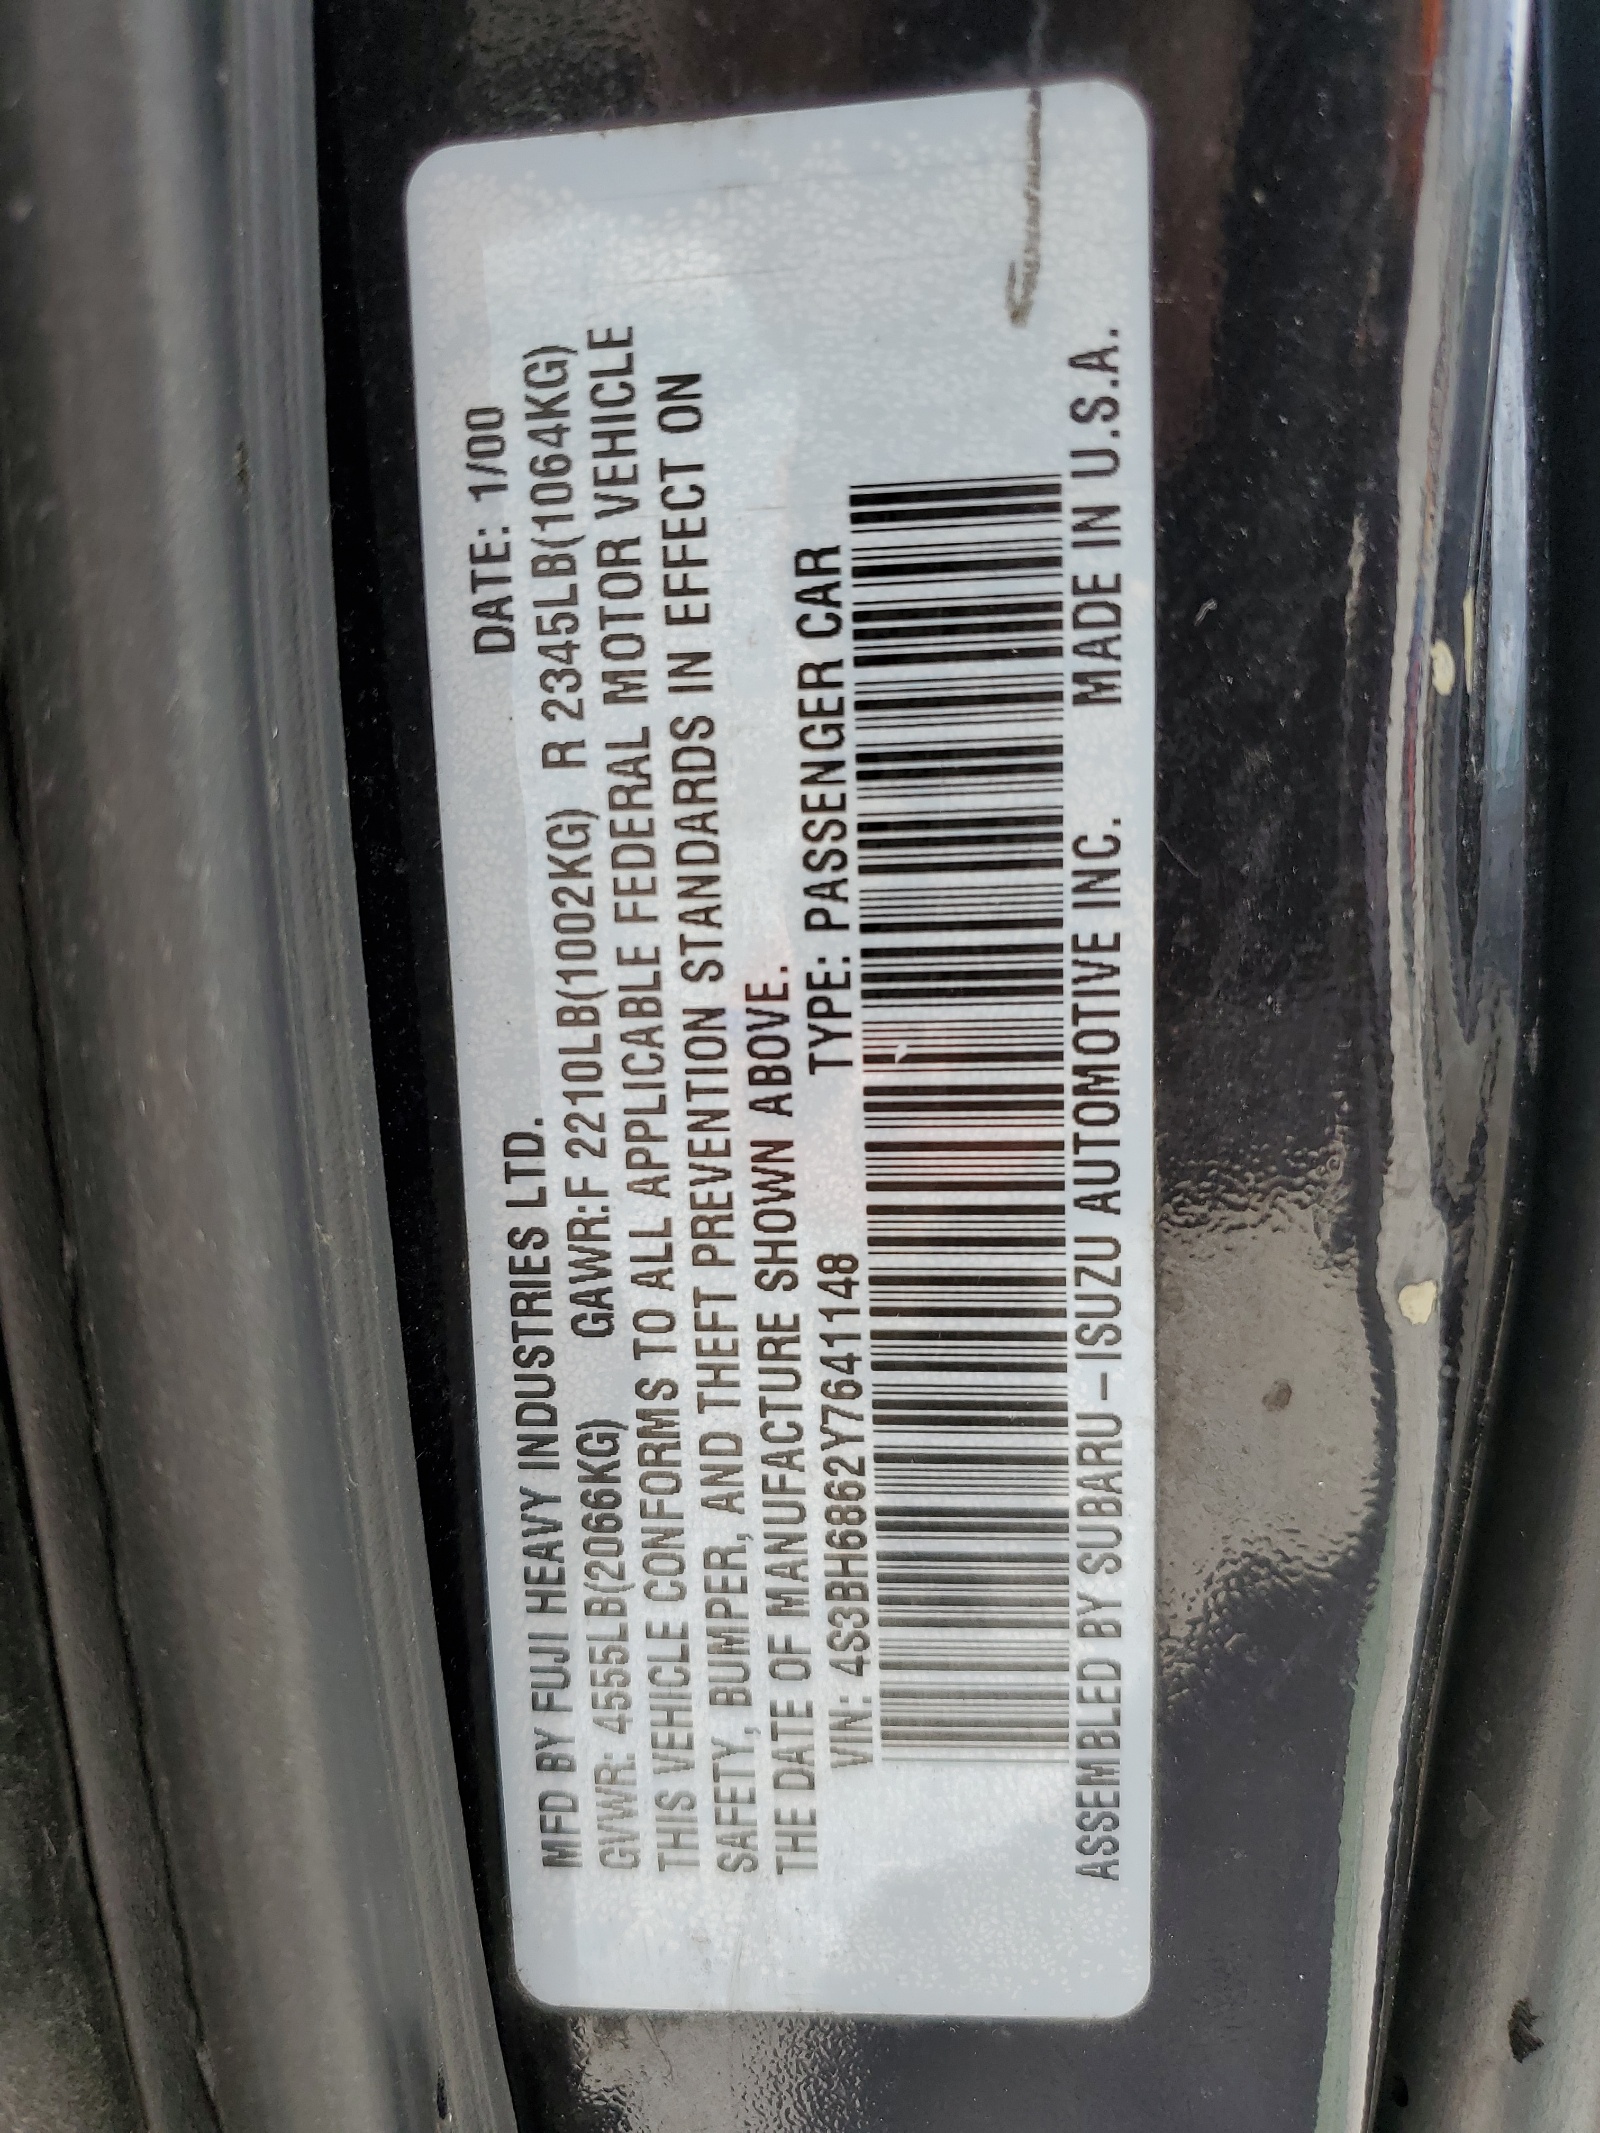 MFD BY FUJI HEAVY INDUSTRIES LTD. DATE: 1/00
GVWR: 4555LB(2066KG) GAWR:F 2210LB(1002KG) R 2345LB(1064KG)
THIS VEHICLE CONFORMS TO ALL APPLICABLE FEDERAL MOTOR VEHICLE
SAFETY, BUMPER, AND THEFT PREVENTION STANDARDS IN EFFECT ON
THE DATE OF MANUFACTURE SHOWN ABOVE.
VIN: 4S3BH6862Y7641148 TYPE: PASSENGER CAR
ASSEMBLED BY SUBARU-ISUZU AUTOMOTIVE INC. MADE IN U.S.A.